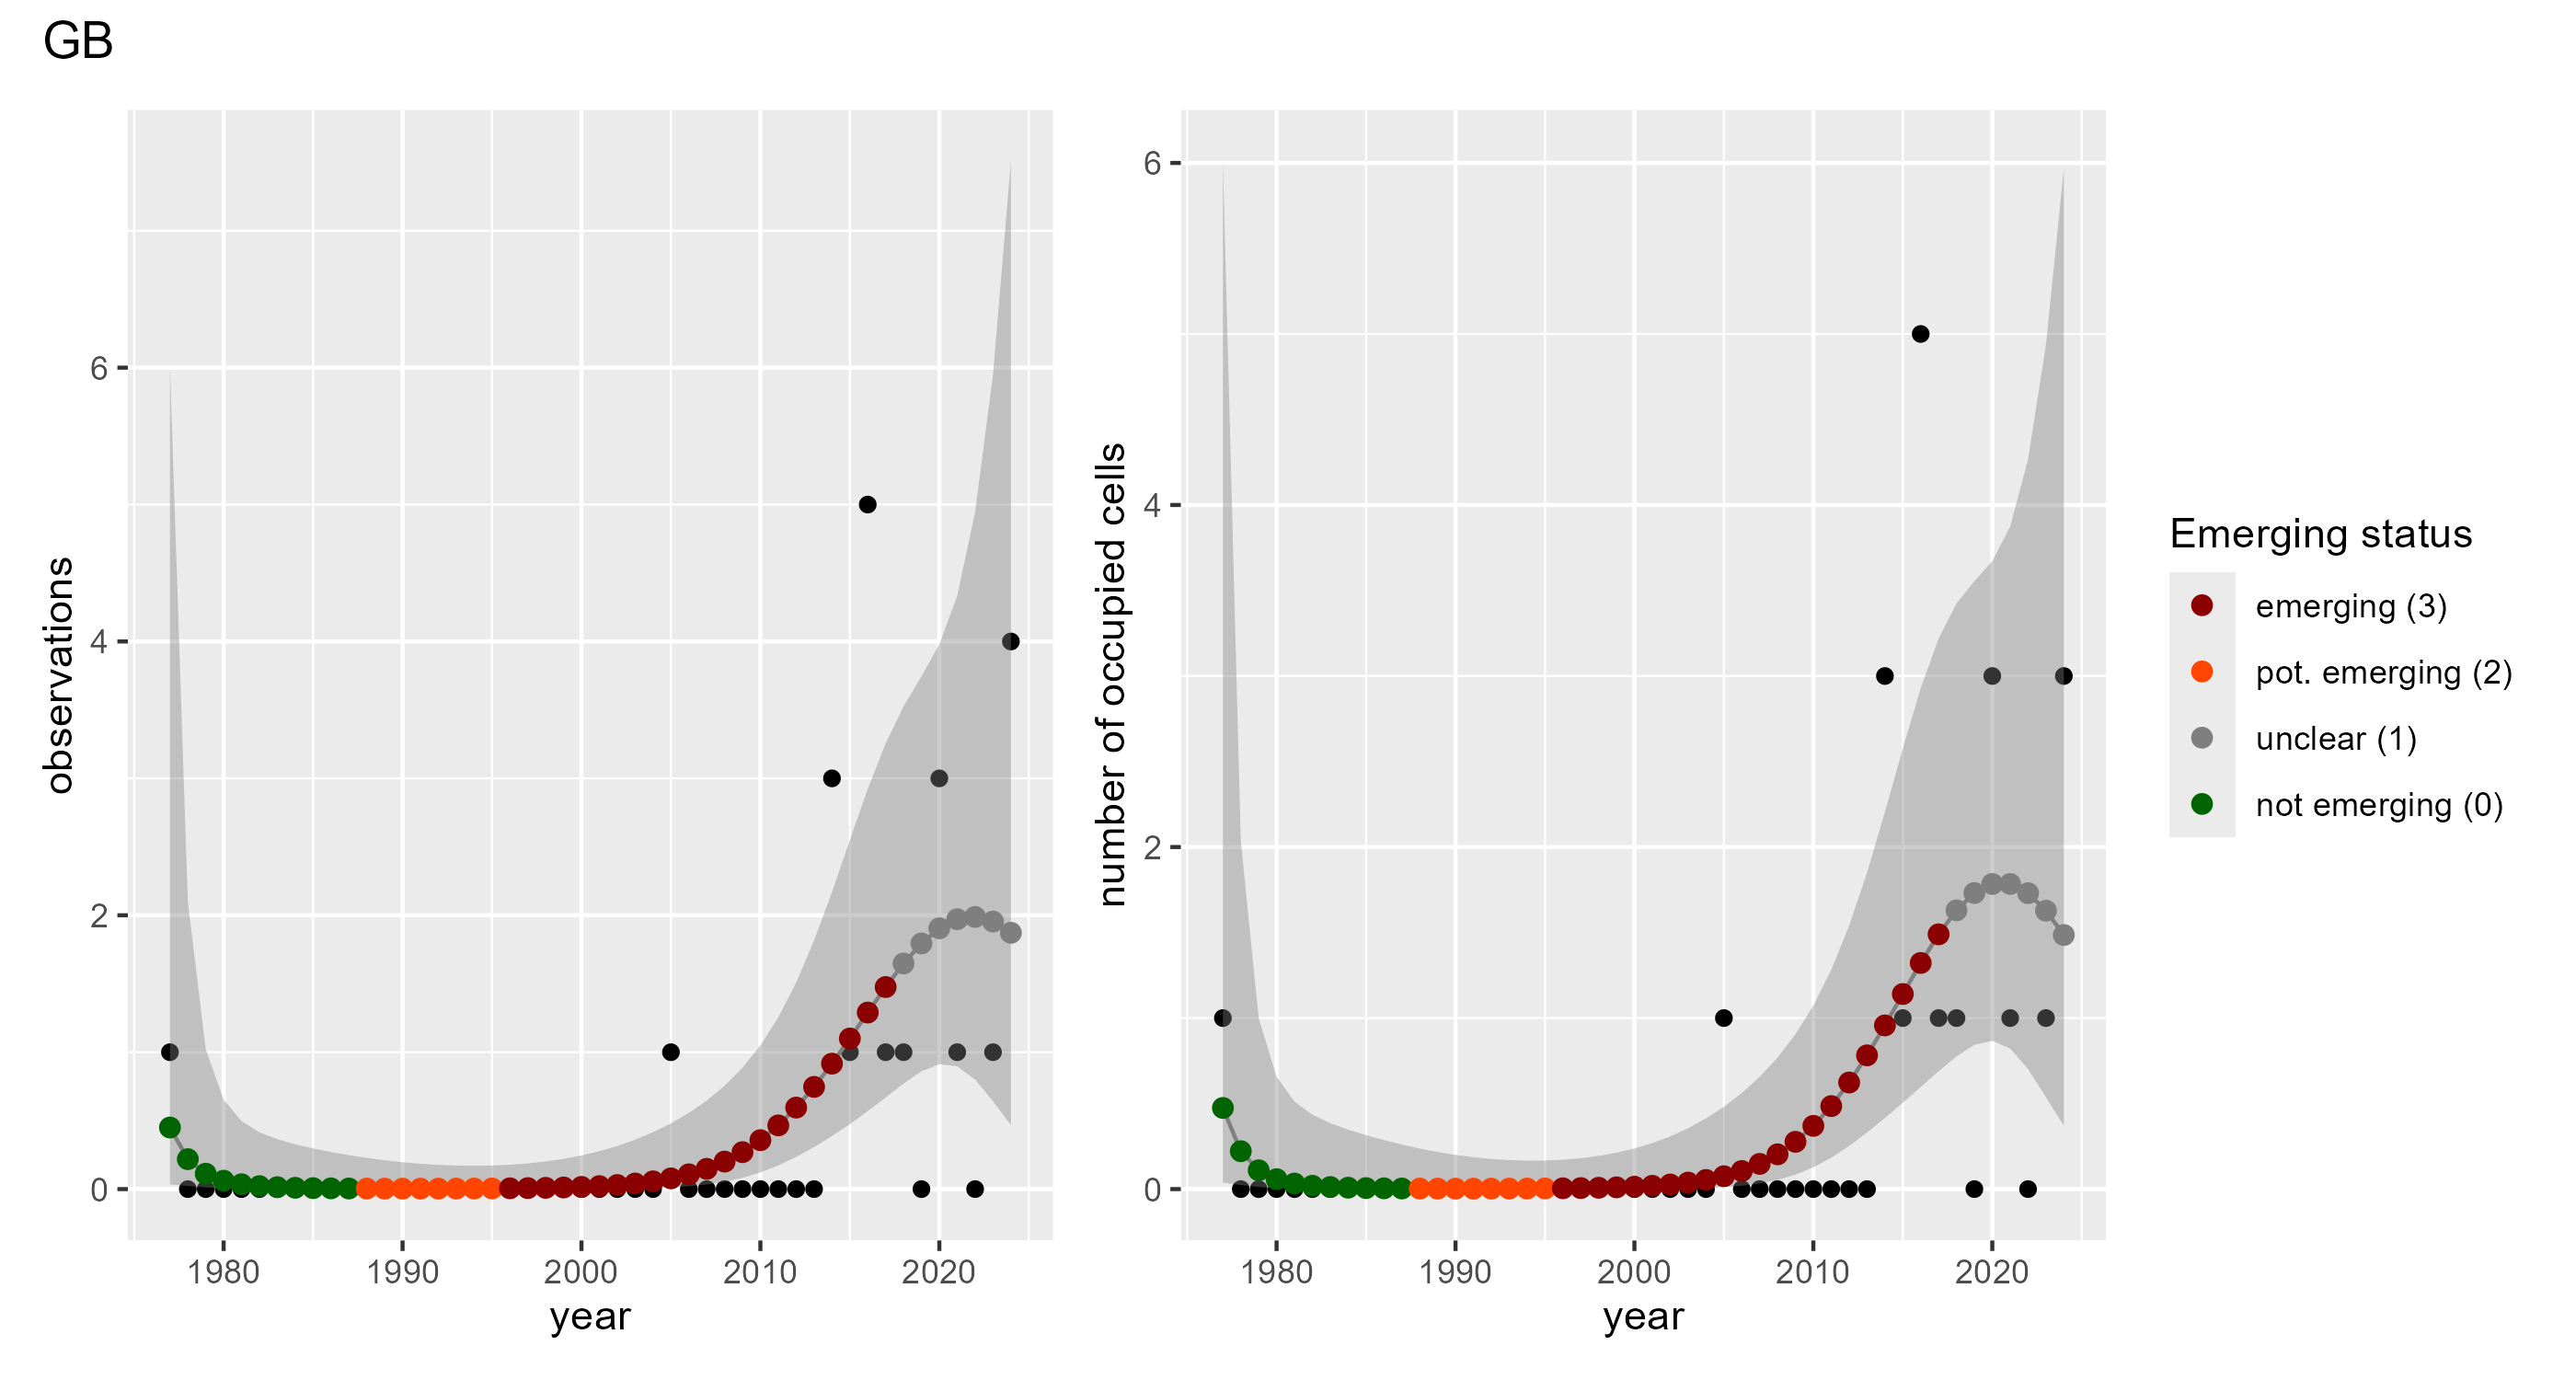 GB
observations
6
4
2
0
1980 1990 2000 2010 2020
year
number of occupied cells
6
4
2
0
1980 1990 2000 2010 2020
year
Emerging status
emerging (3)
pot. emerging (2)
unclear (1)
not emerging (0)